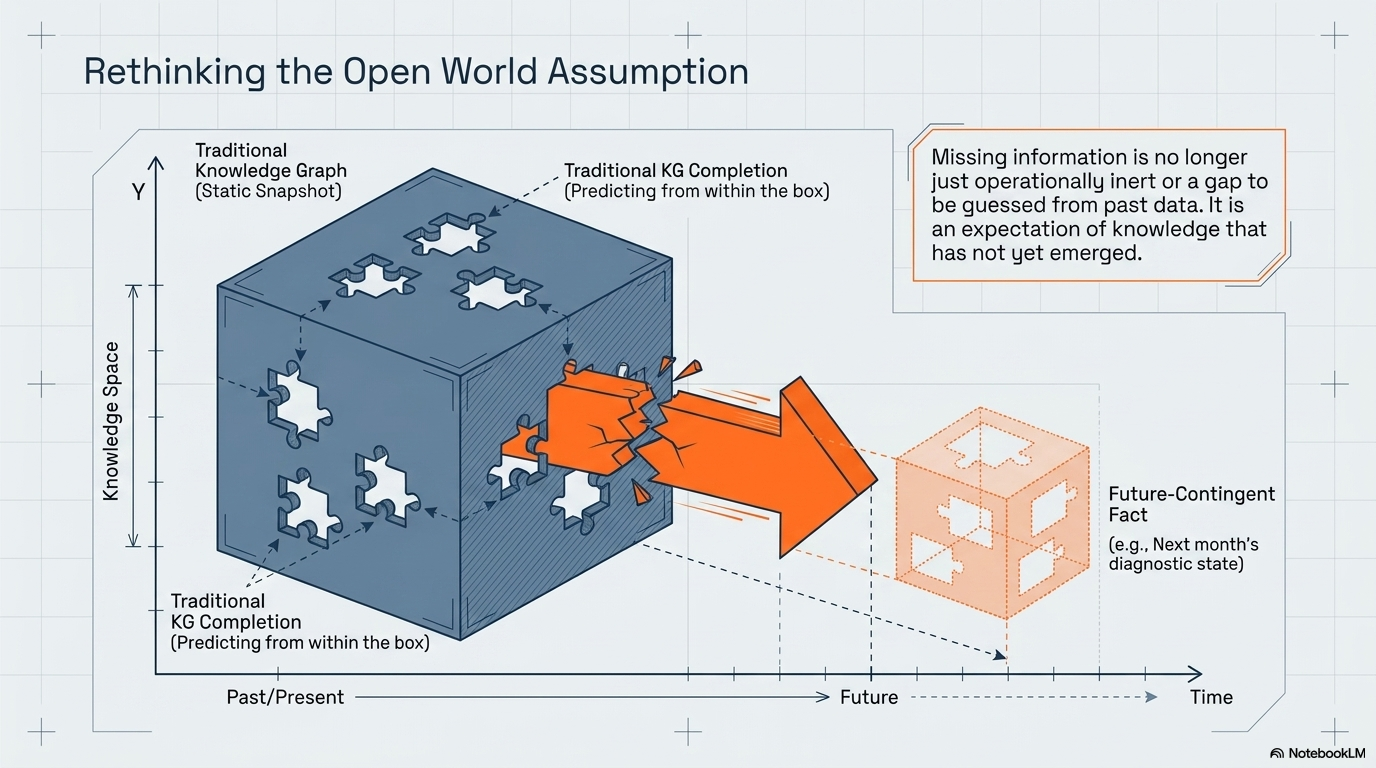 Rethinking the Open World Assumption
Traditional
Knowledge Graph
(Static Snapshot)
Traditional KG Completion
(Predicting from within the box)
Missing information is no longer
just operationally inert or a gap to
be guessed from past data. It is
an expectation of knowledge that
has not yet emerged.
Y
Knowledge Space
Future-Contingent
Fact
(e.g., Next month's
diagnostic state)
Traditional
KG Completion
(Predicting from within the box)
Past/Present
Future
Time
NotebookLM